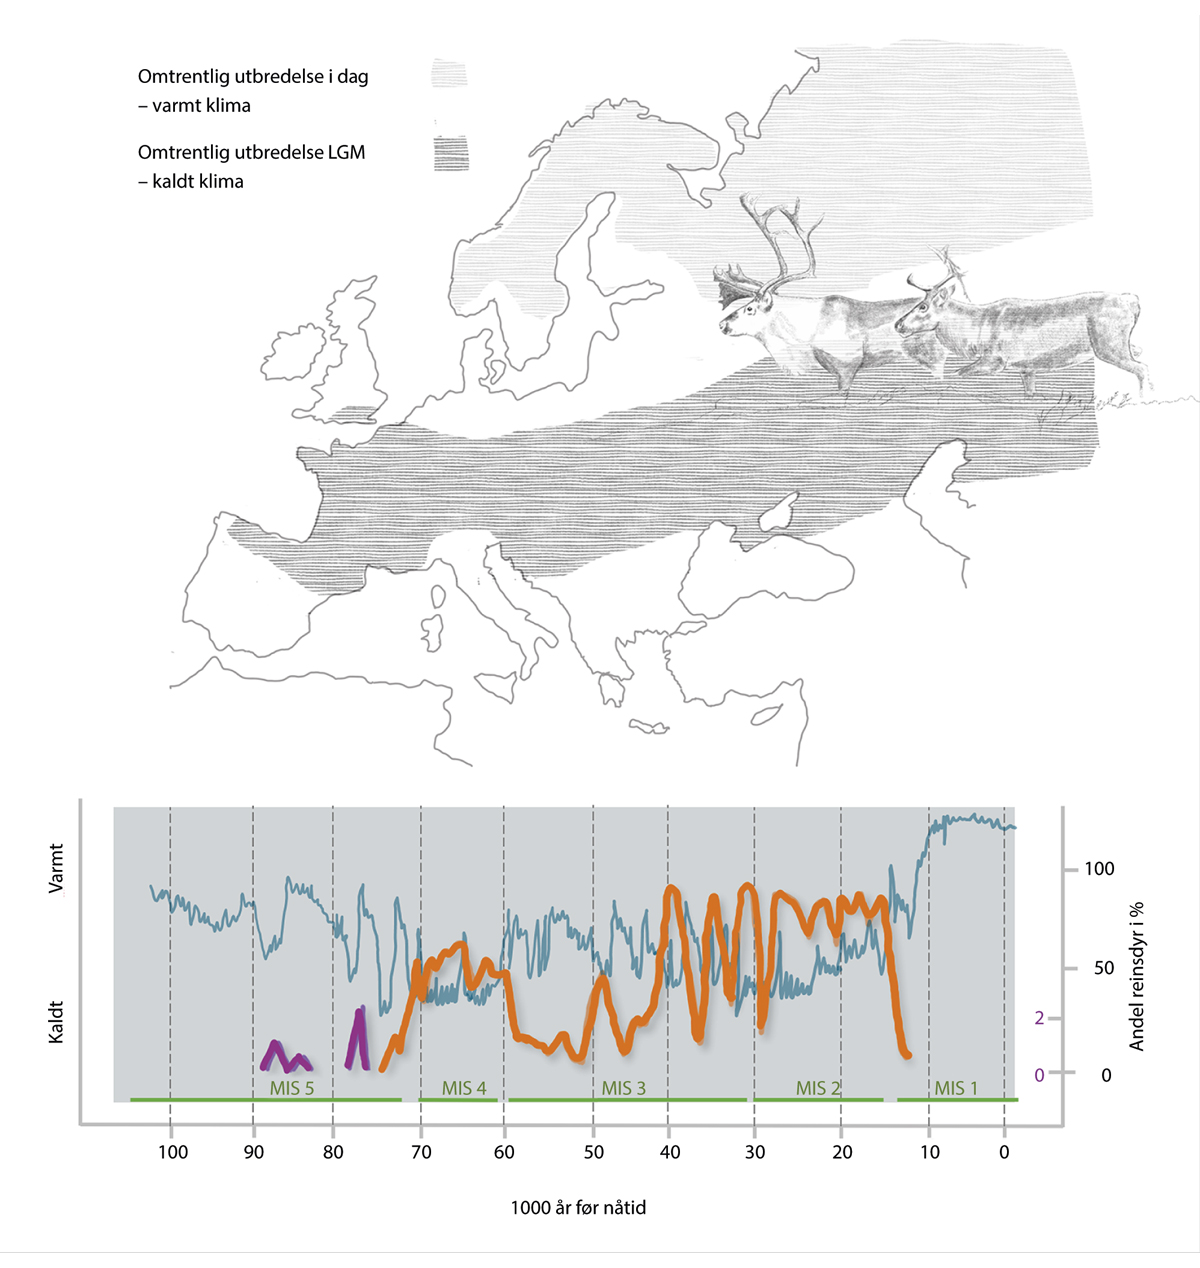 Omtrentlig utbredelse i dag
– varmt klima
Omtrentlig utbredelse LGM
– kaldt klima
Varmt
Kaldt
100
50
2
0
0
Andel reinsdyr i %
MIS 5
MIS 4
MIS 3
MIS 2
MIS 1
100
90
80
70
60
50
40
30
20
10
0
1000 år før nåtid